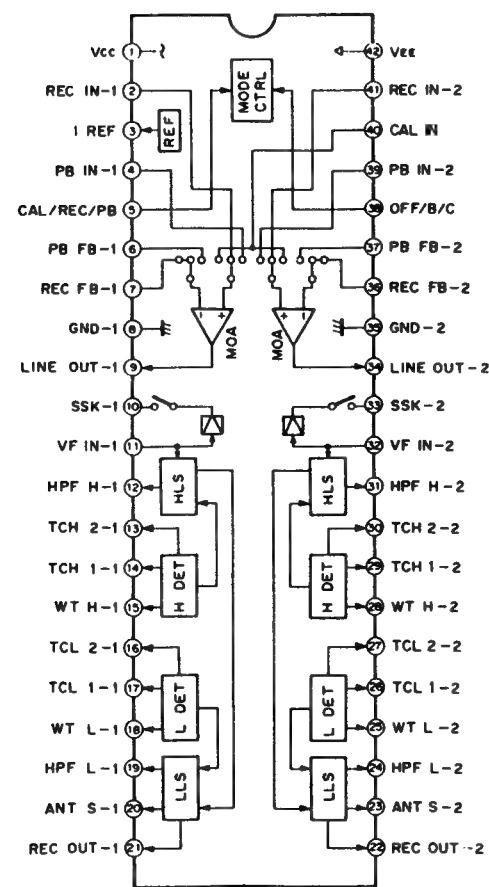 Vcc 1 42 VEE
REC IN-1 2 MODE CTRL 41 REC IN-2
I REF 3 REF 40 CAL IN
PB IN-1 4 39 PB IN-2
CAL/REC/PB 5 38 OFF/B/C
PB FB-1 6 37 PB FB-2
REC FB-1 7 36 REC FB-2
- + + -
GND-1 8 MOA MOA 35 GND-2
LINE OUT-1 9 34 LINE OUT-2
SSK-1 10 33 SSK-2
VF IN-1 11 32 VF IN-2
HPF H-1 12 HLS HLS 31 HPF H-2
TCH 2-1 13 30 TCH 2-2
TCH 1-1 14 H DET H DET 29 TCH 1-2
WT H-1 15 28 WT H-2
TCL 2-1 16 27 TCL 2-2
TCL 1-1 17 L DET L DET 26 TCL 1-2
WT L-1 18 25 WT L-2
HPF L-1 19 24 HPF L-2
ANT S-1 20 LLS LLS 23 ANT S-2
REC OUT-1 21 22 REC OUT-2